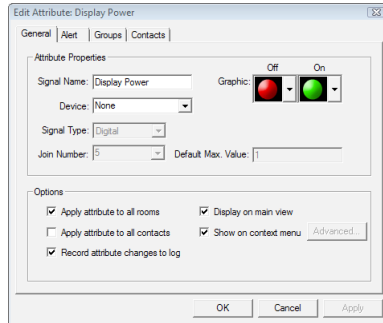 Edit Attribute: Display Power
General Alert Groups Contacts
Attribute Properties
Off On
Signal Name: Display Power Graphic:
Device: None
Signal Type: Digital
Join Number: 5 Default Max. Value: 1
Options
Apply attribute to all rooms Display on main view
Apply attribute to all contacts Show on context menu Advanced...
Record attribute changes to log
OK Cancel Apply